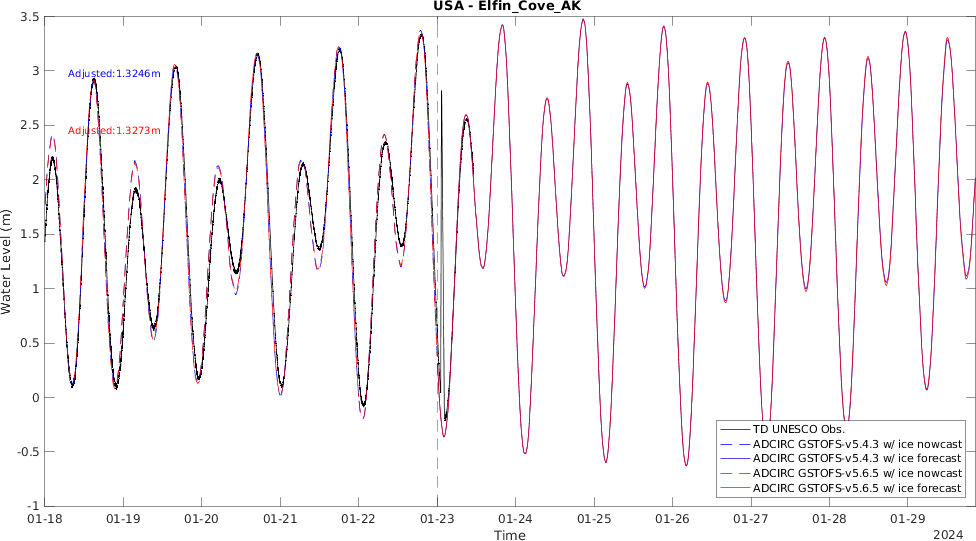 USA - Elfin_Cove_AK
3.5
3
2.5
2
1.5
1
0.5
0
-0.5
-1
Water Level (m)
Adjusted:1.3246m
Adjusted:1.3273m
TD UNESCO Obs.
ADCIRC GSTOFS-v5.4.3 w/ ice nowcast
ADCIRC GSTOFS-v5.4.3 w/ ice forecast
ADCIRC GSTOFS-v5.6.5 w/ ice nowcast
ADCIRC GSTOFS-v5.6.5 w/ ice forecast
01-18 01-19 01-20 01-21 01-22 01-23 01-24 01-25 01-26 01-27 01-28 01-29
Time
2024